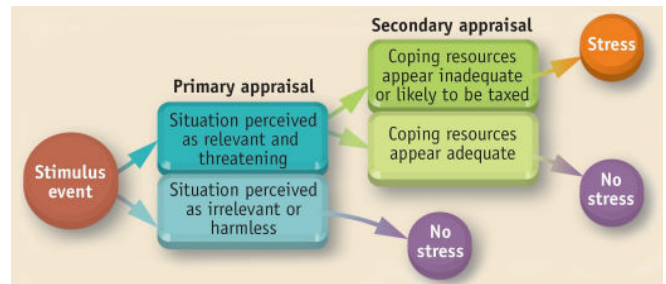 Secondary appraisal
Coping resources
appear inadequate
or likely to be taxed
Stress
Primary appraisal
Situation perceived
as relevant and
threatening
Coping resources
appear adequate
Stimulus
event
Situation perceived
as irrelevant or
harmless
No
stress
No
stress